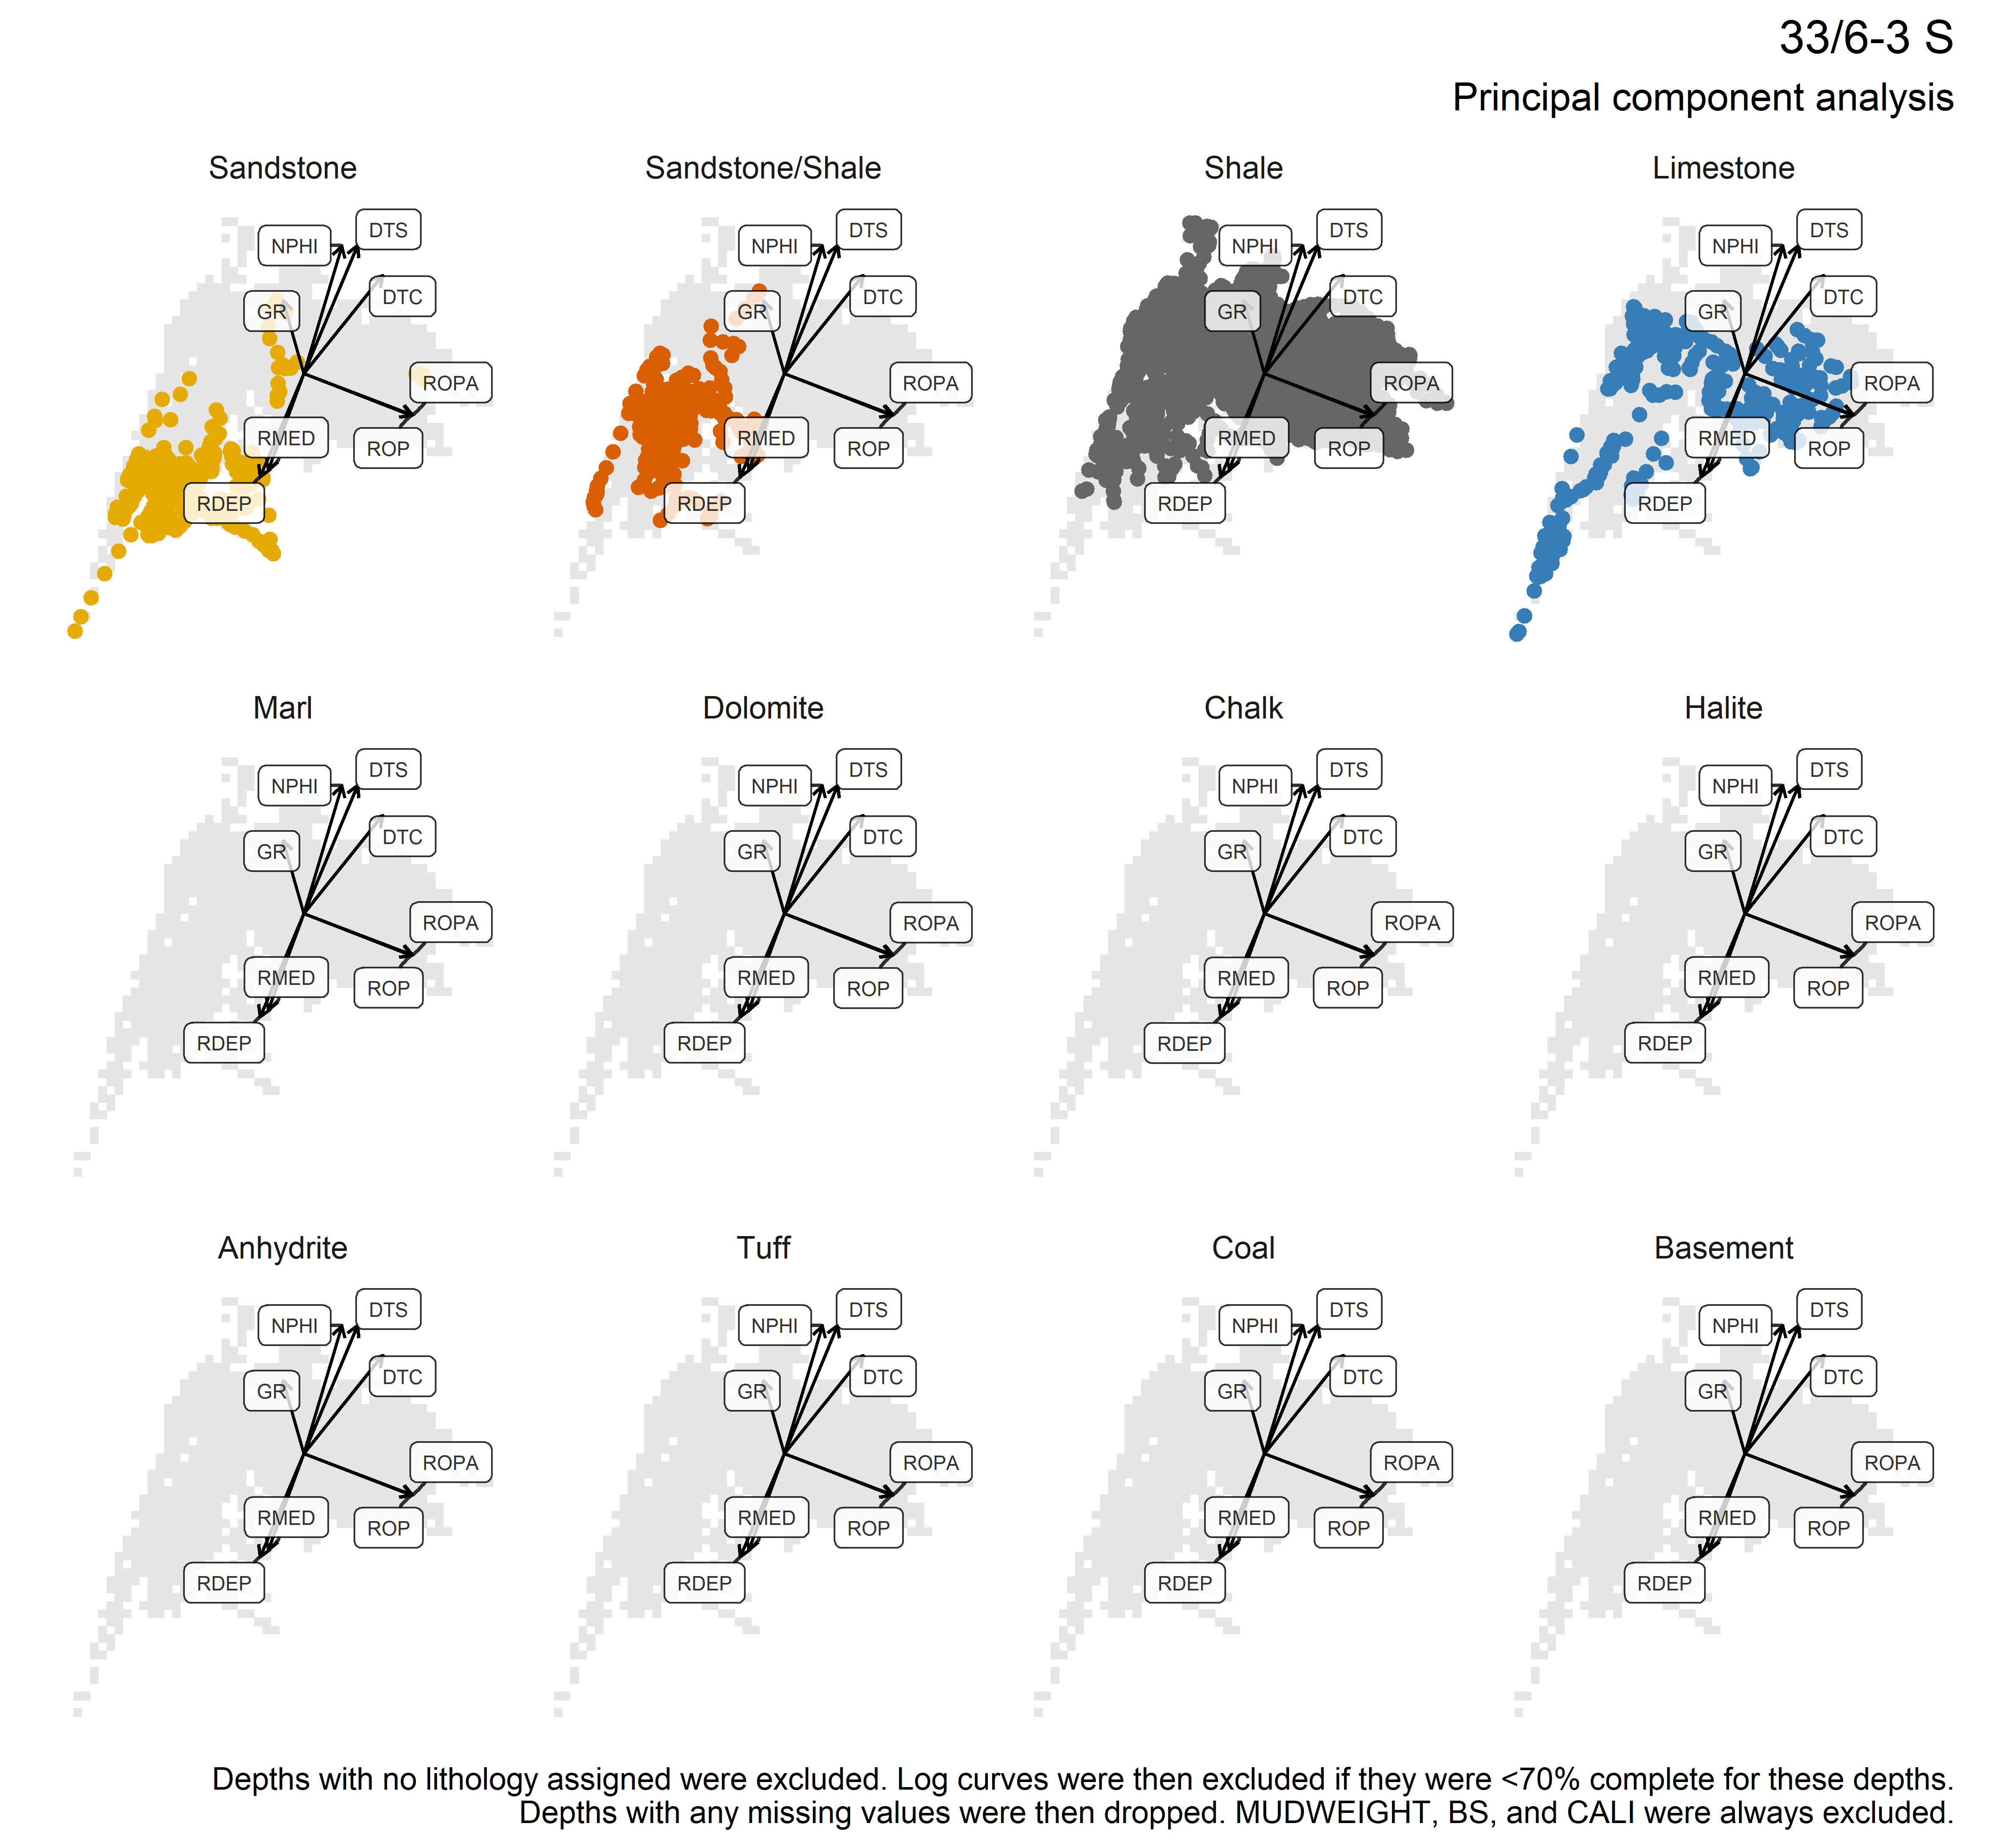 33/6-3 S
Principal component analysis
Sandstone
Sandstone/Shale
Shale
Limestone
NPHI
DTS
DTC
GR
ROPA
RMED
ROP
RDEP
NPHI
DTS
DTC
GR
ROPA
RMED
ROP
RDEP
NPHI
DTS
DTC
GR
ROPA
RMED
ROP
RDEP
NPHI
DTS
DTC
GR
ROPA
RMED
ROP
RDEP
Marl
Dolomite
Chalk
Halite
NPHI
DTS
DTC
GR
ROPA
RMED
ROP
RDEP
NPHI
DTS
DTC
GR
ROPA
RMED
ROP
RDEP
NPHI
DTS
DTC
GR
ROPA
RMED
ROP
RDEP
NPHI
DTS
DTC
GR
ROPA
RMED
ROP
RDEP
Anhydrite
Tuff
Coal
Basement
NPHI
DTS
DTC
GR
ROPA
RMED
ROP
RDEP
NPHI
DTS
DTC
GR
ROPA
RMED
ROP
RDEP
NPHI
DTS
DTC
GR
ROPA
RMED
ROP
RDEP
NPHI
DTS
DTC
GR
ROPA
RMED
ROP
RDEP
Depths with no lithology assigned were excluded. Log curves were then excluded if they were <70% complete for these depths.
Depths with any missing values were then dropped. MUDWEIGHT, BS, and CALI were always excluded.